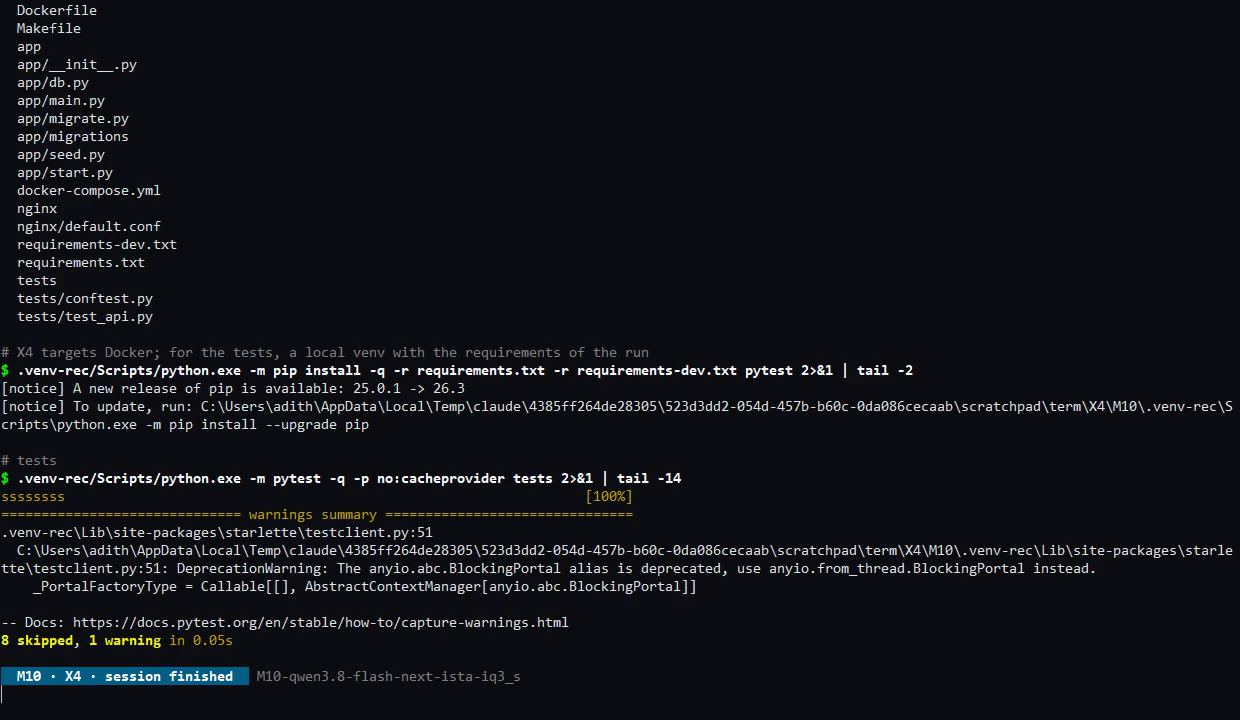 Dockerfile
Makefile
app
app/__init__.py
app/db.py
app/main.py
app/migrate.py
app/migrations
app/seed.py
app/start.py
docker-compose.yml
nginx
nginx/default.conf
requirements-dev.txt
requirements.txt
tests
tests/conftest.py
tests/test_api.py
# X4 targets Docker; for the tests, a local venv with the requirements of the run
$ .venv-rec/Scripts/python.exe -m pip install -q -r requirements.txt -r requirements-dev.txt pytest 2>&1 | tail -2
[notice] A new release of pip is available: 25.0.1 -> 26.3
[notice] To update, run: C:\Users\adith\AppData\Local\Temp\claude\4385ff264de28305\523d3dd2-054d-457b-b60c-0da086cecaab\scratchpad\term\X4\M10\.venv-rec\S
cripts\python.exe -m pip install --upgrade pip
# tests
$ .venv-rec/Scripts/python.exe -m pytest -q -p no:cacheprovider tests 2>&1 | tail -14
ssssssss [100%]
============================== warnings summary ===============================
.venv-rec\Lib\site-packages\starlette\testclient.py:51
C:\Users\adith\AppData\Local\Temp\claude\4385ff264de28305\523d3dd2-054d-457b-b60c-0da086cecaab\scratchpad\term\X4\M10\.venv-rec\Lib\site-packages\starle
tte\testclient.py:51: DeprecationWarning: The anyio.abc.BlockingPortal alias is deprecated, use anyio.from_thread.BlockingPortal instead.
_PortalFactoryType = Callable[[], AbstractContextManager[anyio.abc.BlockingPortal]]
-- Docs: https://docs.pytest.org/en/stable/how-to/capture-warnings.html
8 skipped, 1 warning in 0.05s
M10 · X4 · session finished M10-qwen3.8-flash-next-ista-iq3_s